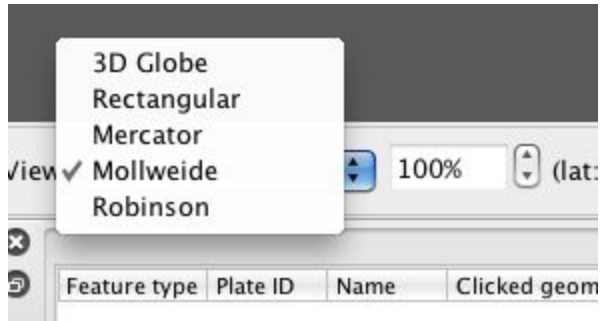 3D Globe
Rectangular
Mercator
View ✓ Mollweide 100% (lat:
Robinson
Feature type Plate ID Name Clicked geom